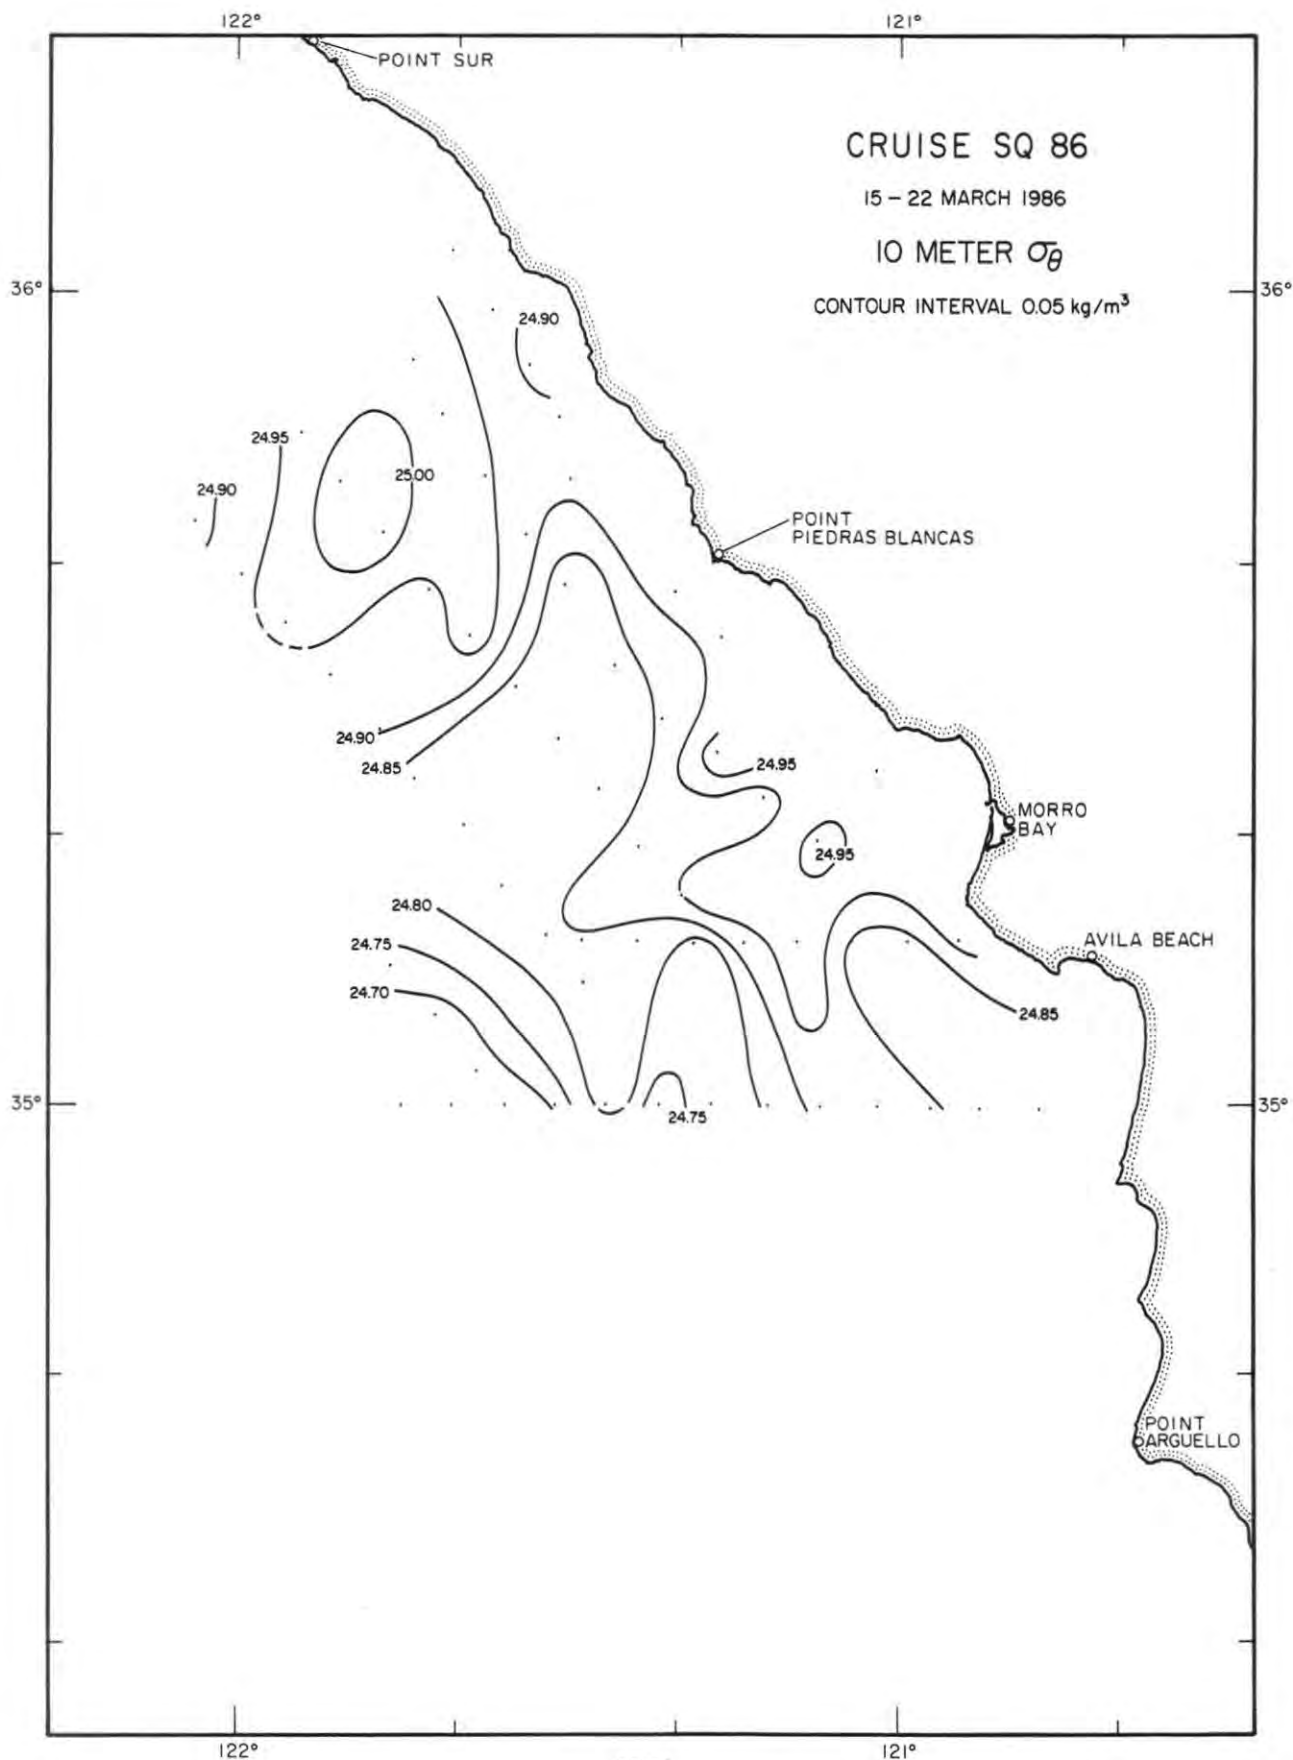 122°
121°
POINT SUR
CRUISE SQ 86
15 – 22 MARCH 1986
10 METER σθ
CONTOUR INTERVAL 0.05 kg/m³
36°
36°
24.90
24.95
25.00
24.90
POINT
PIEDRAS BLANCAS
24.90
24.85
24.95
MORRO
BAY
24.95
24.80
24.75
AVILA BEACH
24.70
24.85
35°
35°
24.75
POINT
ARGUELLO
122°
121°